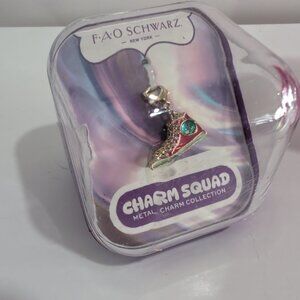 F·A·O SCHWARZ
NEW YORK
CHARM SQUAD
METAL CHARM COLLECTION